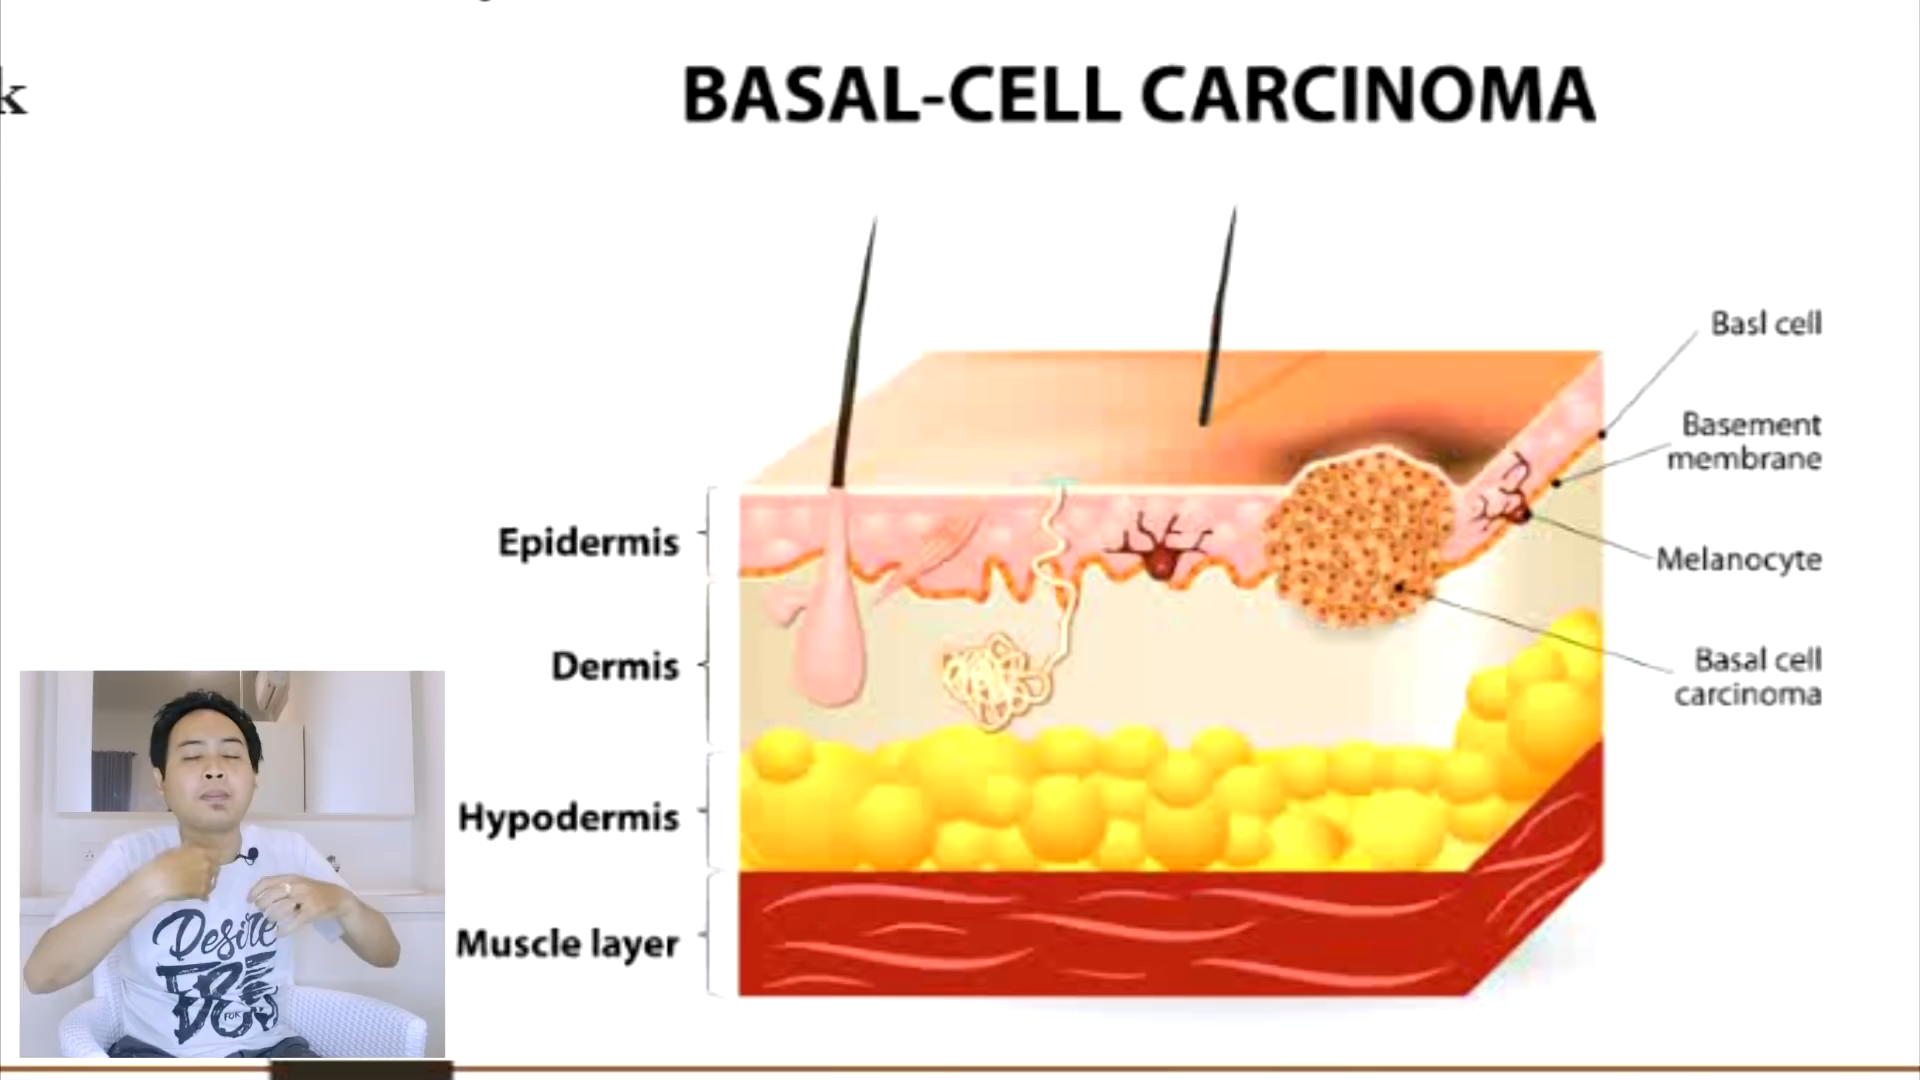 k
BASAL-CELL CARCINOMA
Basl cell
Basement
membrane
Epidermis
Melanocyte
Dermis
Basal cell
carcinoma
Hypodermis
Muscle layer
Desire